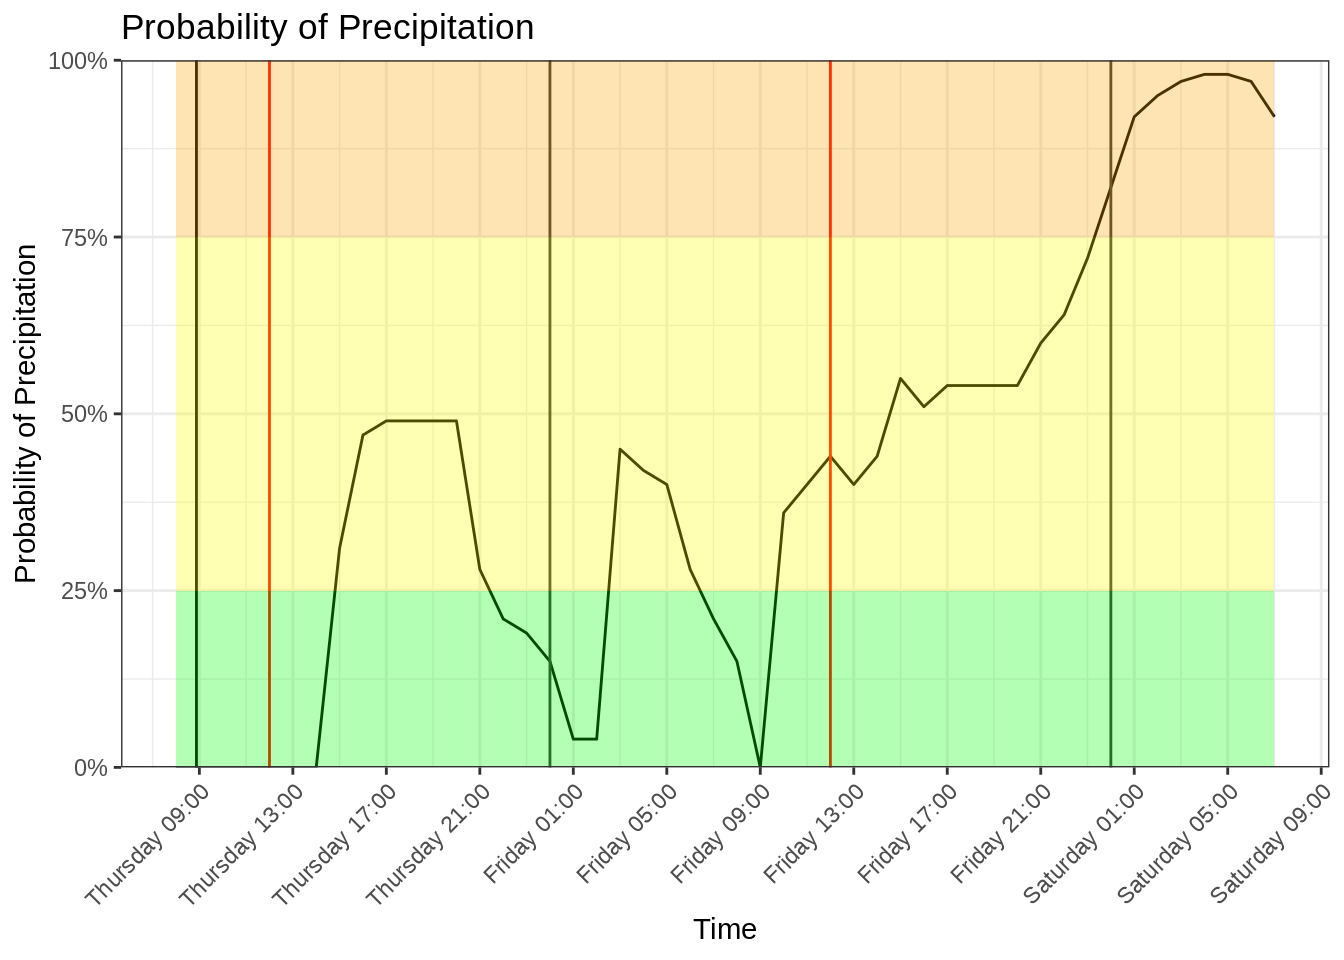 Probability of Precipitation
Probability of Precipitation
100%
75%
50%
25%
0%
Thursday 09:00
Thursday 13:00
Thursday 17:00
Thursday 21:00
Friday 01:00
Friday 05:00
Friday 09:00
Friday 13:00
Friday 17:00
Friday 21:00
Saturday 01:00
Saturday 05:00
Saturday 09:00
Time